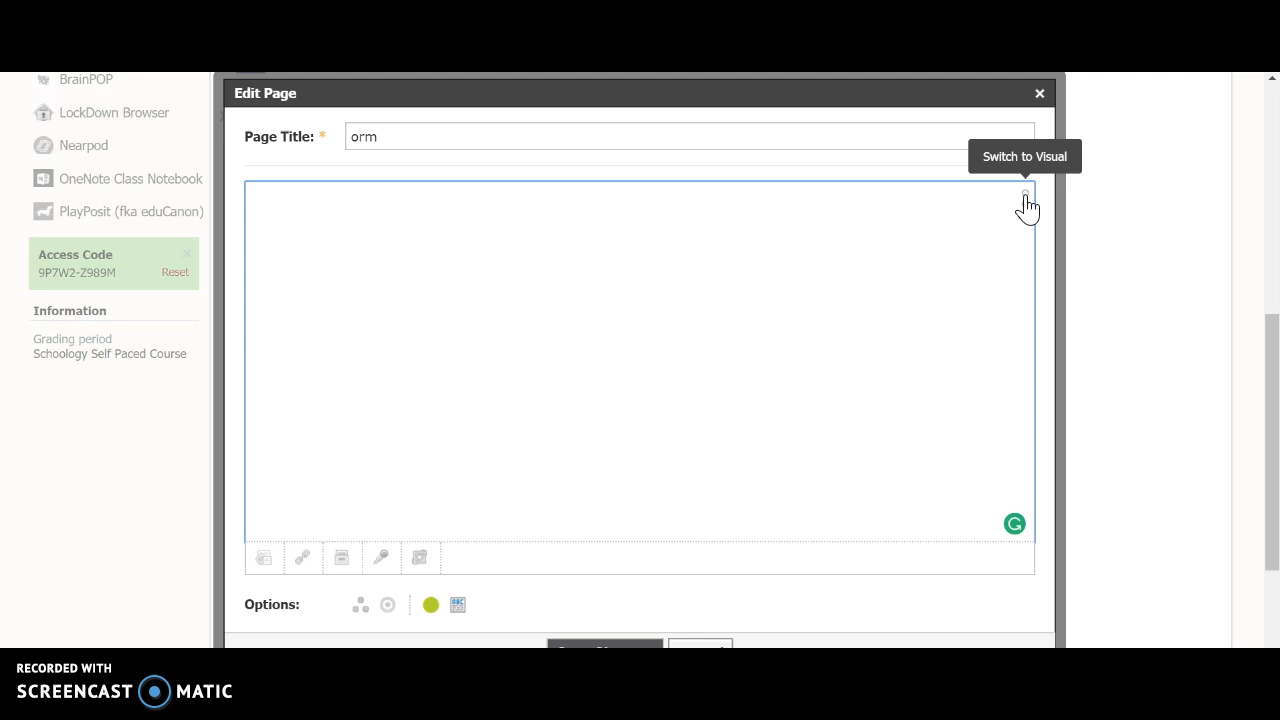 BrainPOP
LockDown Browser
Nearpod
OneNote Class Notebook
PlayPosit (fka eduCanon)
Access Code
9P7W2-Z989M
Reset
Information
Grading period
Schoology Self Paced Course
Edit Page
×
Page Title: *
orm
Switch to Visual
Options:
RECORDED WITH
SCREENCAST MATIC